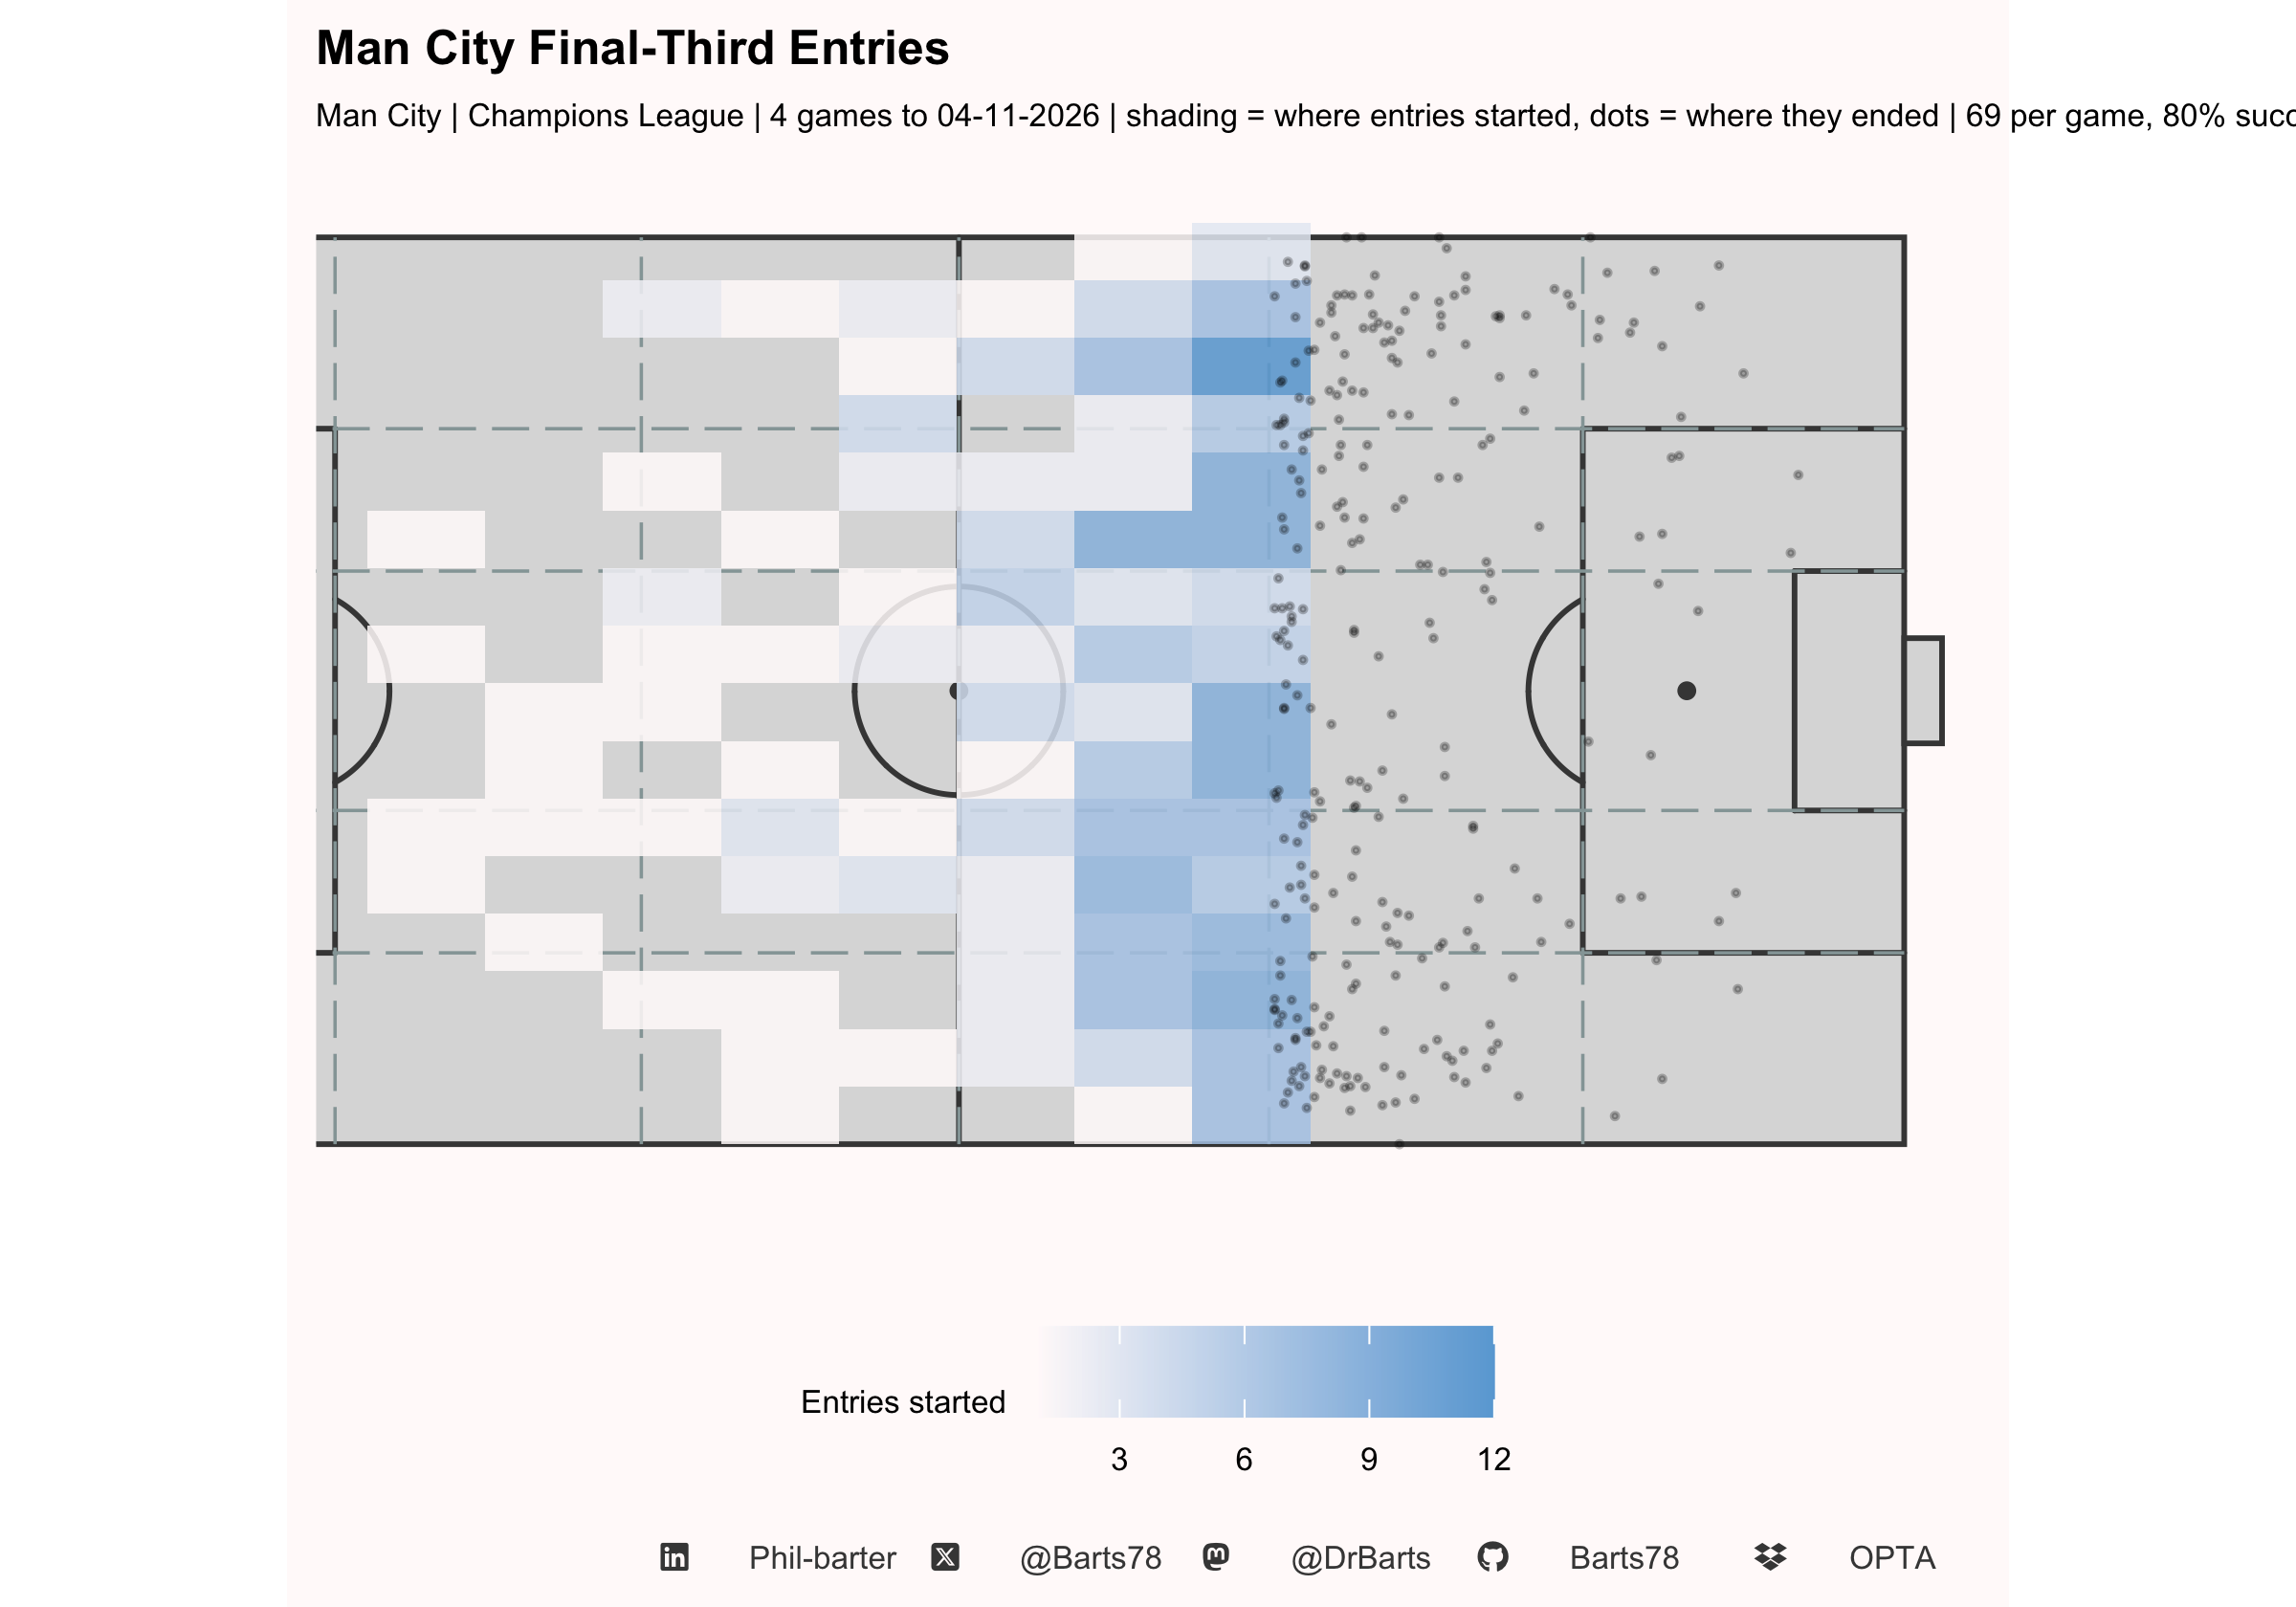 Man City Final-Third Entries
Man City | Champions League | 4 games to 04-11-2026 | shading = where entries started, dots = where they ended | 69 per game, 80% succ
Entries started
3 6 9 12
Phil-barter @Barts78 @DrBarts Barts78 OPTA